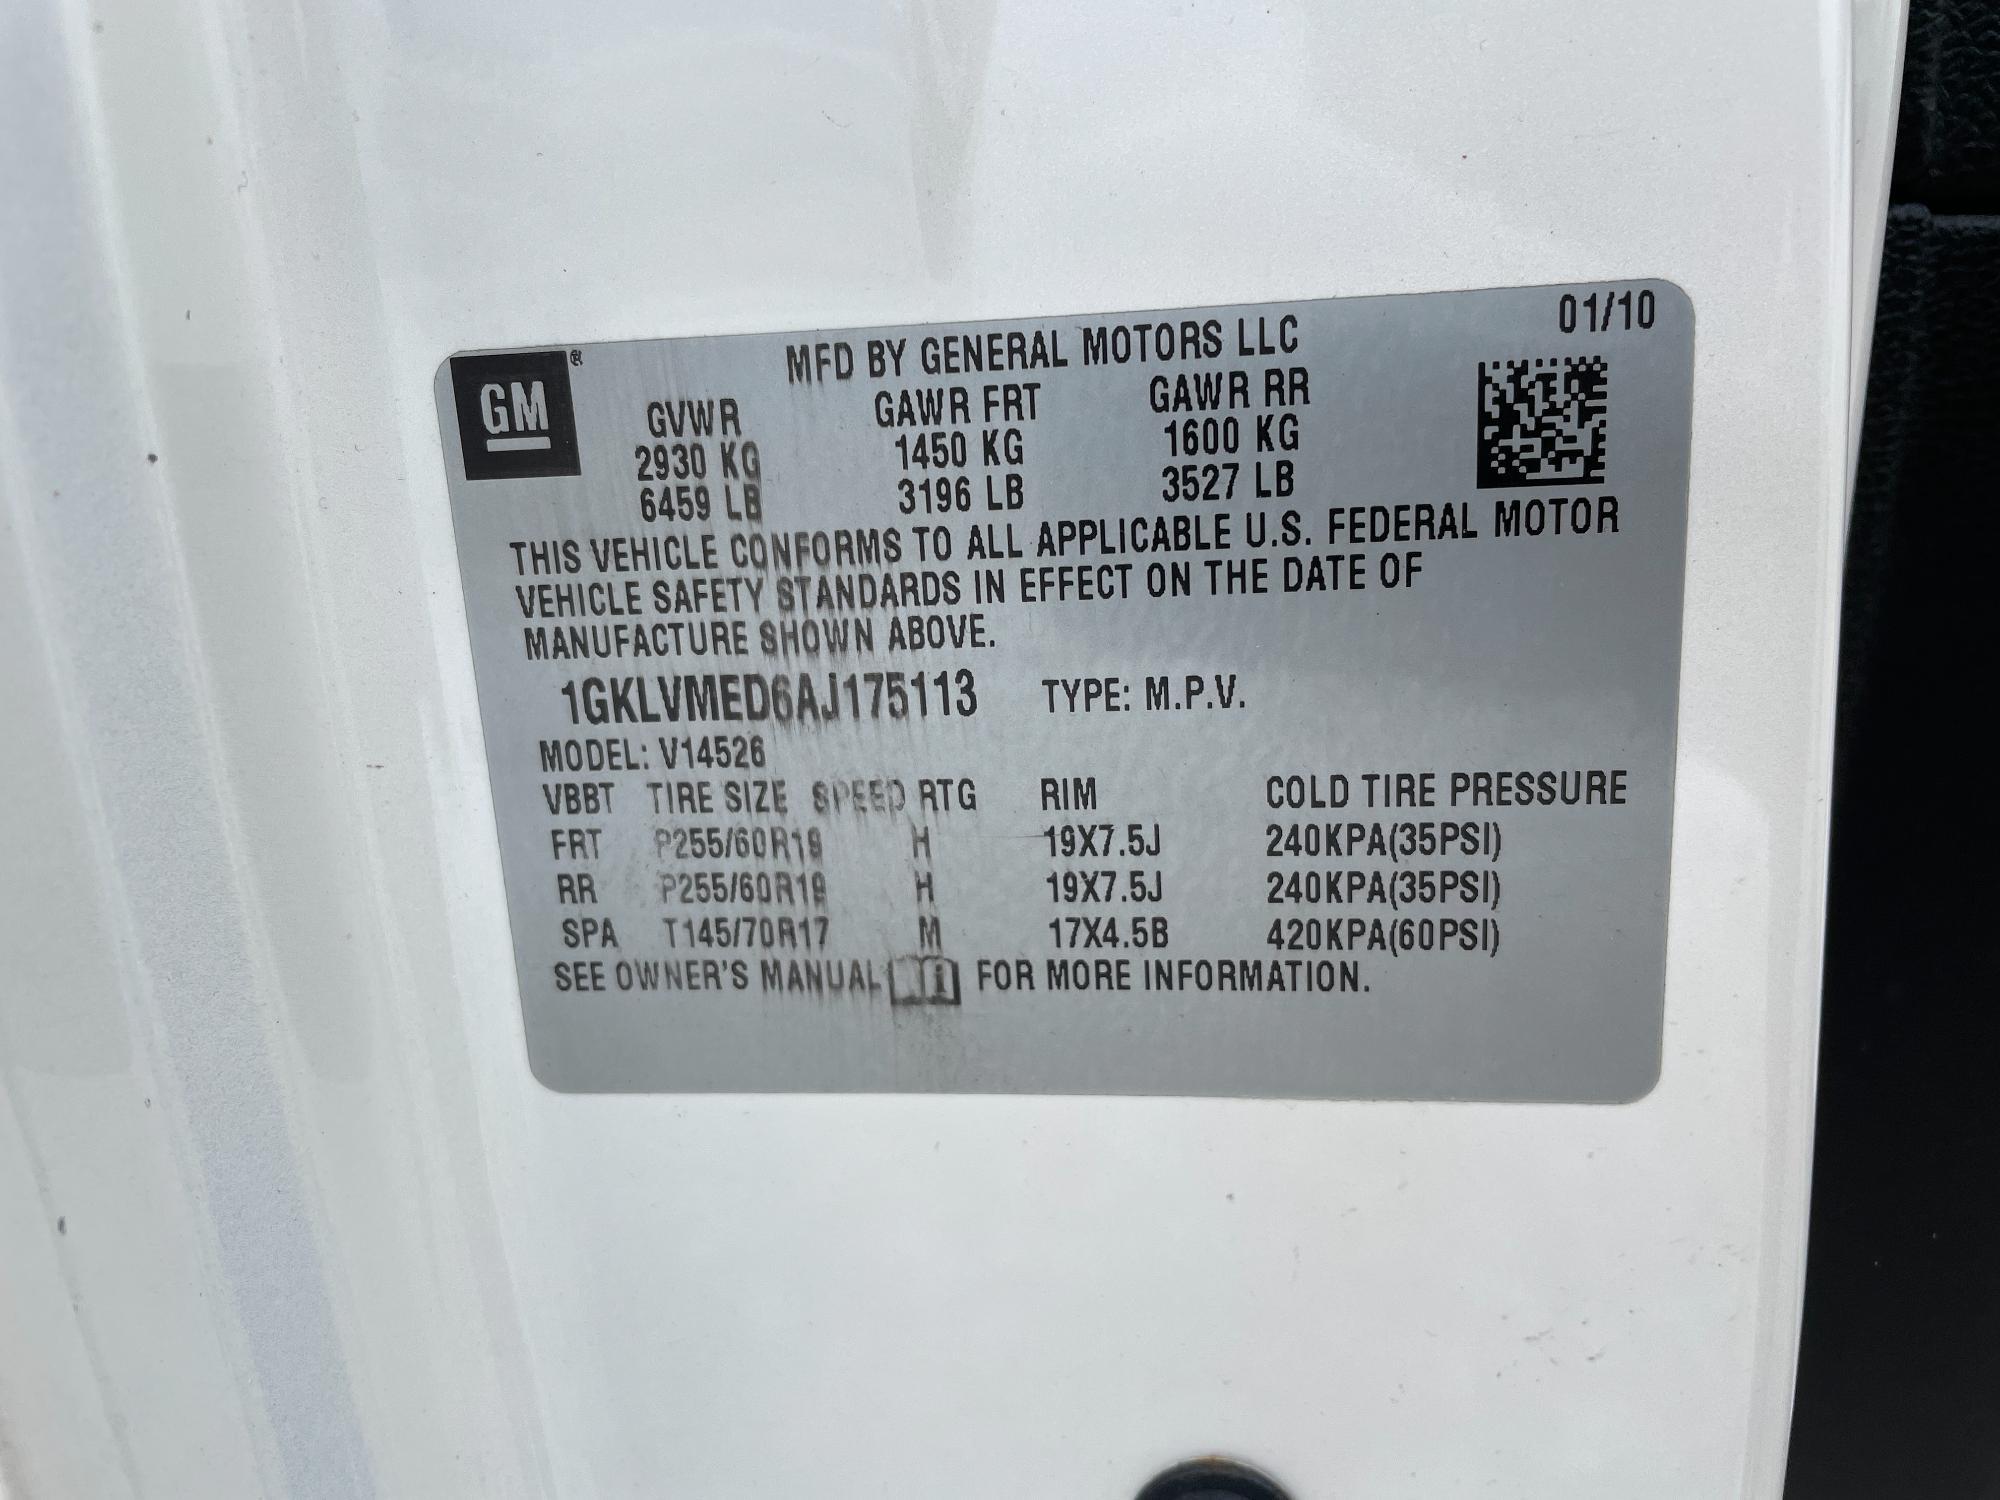 01/10
GM ®
MFD BY GENERAL MOTORS LLC
GVWR GAWR FRT GAWR RR
2930 KG 1450 KG 1600 KG
6459 LB 3196 LB 3527 LB
THIS VEHICLE CONFORMS TO ALL APPLICABLE U.S. FEDERAL MOTOR
VEHICLE SAFETY STANDARDS IN EFFECT ON THE DATE OF
MANUFACTURE SHOWN ABOVE.
1GKLVMED6AJ175113 TYPE: M.P.V.
MODEL: V14526
VBBT TIRE SIZE SPEED RTG RIM COLD TIRE PRESSURE
FRT P255/60R19 H 19X7.5J 240KPA(35PSI)
RR P255/60R19 H 19X7.5J 240KPA(35PSI)
SPA T145/70R17 M 17X4.5B 420KPA(60PSI)
SEE OWNER'S MANUAL i FOR MORE INFORMATION.